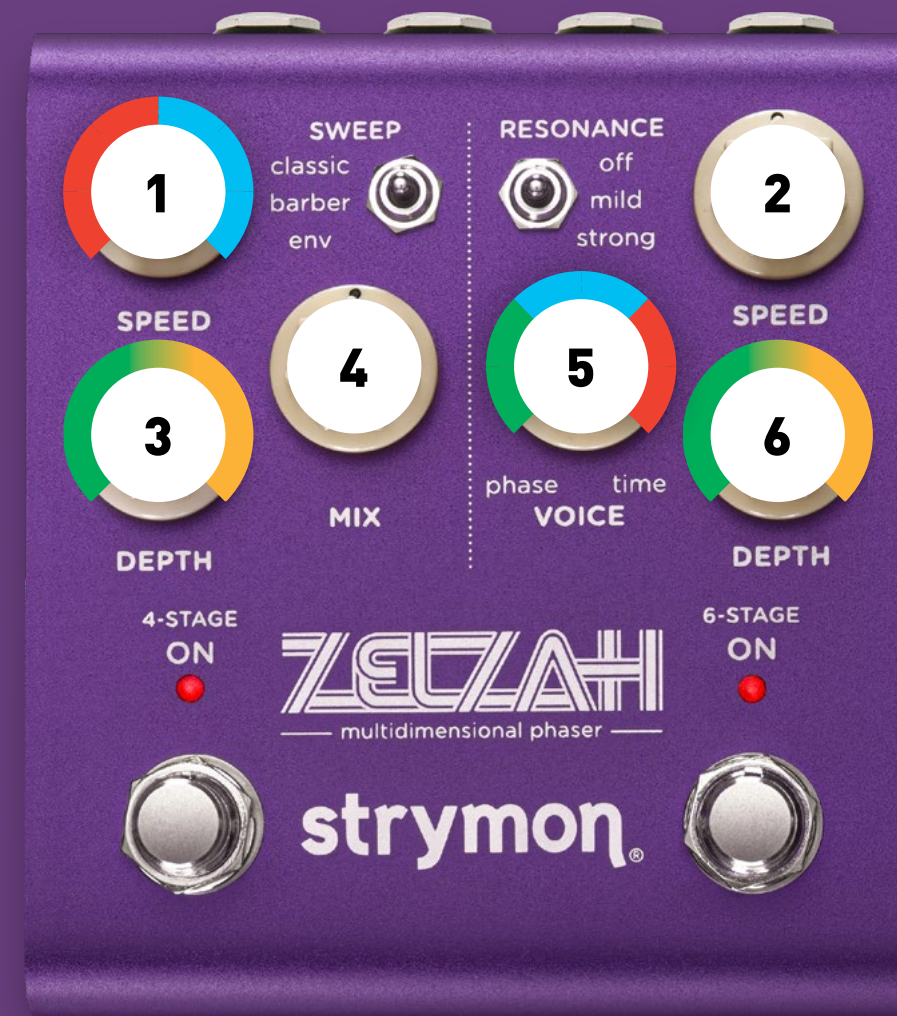 SWEEP
classic
barber
env
RESONANCE
off
mild
strong
1
2
SPEED
SPEED
3
4
5
6
phase time
MIX
VOICE
DEPTH
DEPTH
4-STAGE
ON
6-STAGE
ON
ZELZAH
multidimensional phaser
strymon®